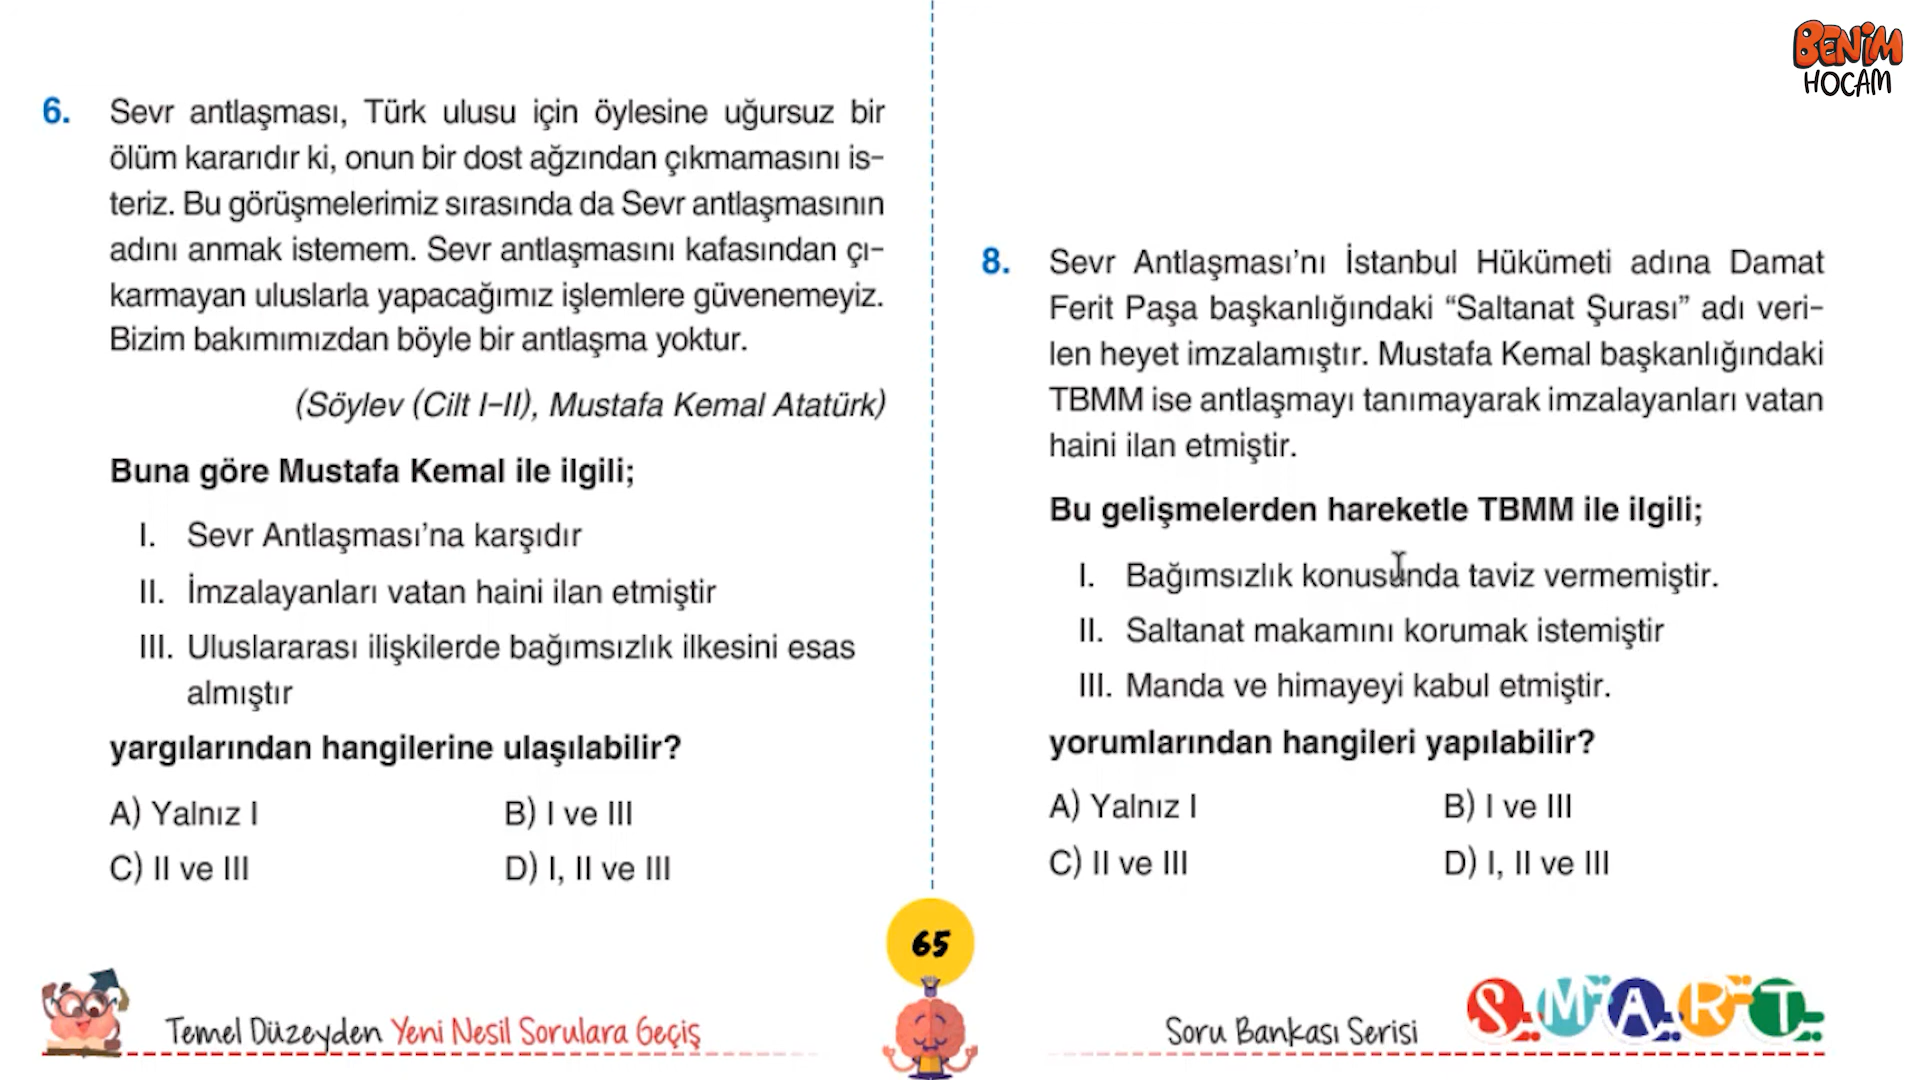 BENiM
HOCAM
6. Sevr antlaşması, Türk ulusu için öylesine uğursuz bir
ölüm kararıdır ki, onun bir dost ağzından çıkmamasını is-
teriz. Bu görüşmelerimiz sırasında da Sevr antlaşmasının
adını anmak istemem. Sevr antlaşmasını kafasından çı-
karmayan uluslarla yapacağımız işlemlere güvenemeyiz.
Bizim bakımımızdan böyle bir antlaşma yoktur.
(Söylev (Cilt I-II), Mustafa Kemal Atatürk)
Buna göre Mustafa Kemal ile ilgili;
I. Sevr Antlaşması’na karşıdır
II. İmzalayanları vatan haini ilan etmiştir
III. Uluslararası ilişkilerde bağımsızlık ilkesini esas
almıştır
yargılarından hangilerine ulaşılabilir?
A) Yalnız I B) I ve III
C) II ve III D) I, II ve III
8. Sevr Antlaşması’nı İstanbul Hükümeti adına Damat
Ferit Paşa başkanlığındaki “Saltanat Şurası” adı veri-
len heyet imzalamıştır. Mustafa Kemal başkanlığındaki
TBMM ise antlaşmayı tanımayarak imzalayanları vatan
haini ilan etmiştir.
Bu gelişmelerden hareketle TBMM ile ilgili;
I. Bağımsızlık konusunda taviz vermemiştir.
II. Saltanat makamını korumak istemiştir
III. Manda ve himayeyi kabul etmiştir.
yorumlarından hangileri yapılabilir?
A) Yalnız I B) I ve III
C) II ve III D) I, II ve III
65
Temel Düzeyden Yeni Nesil Sorulara Geçiş
Soru Bankası Serisi
SMART